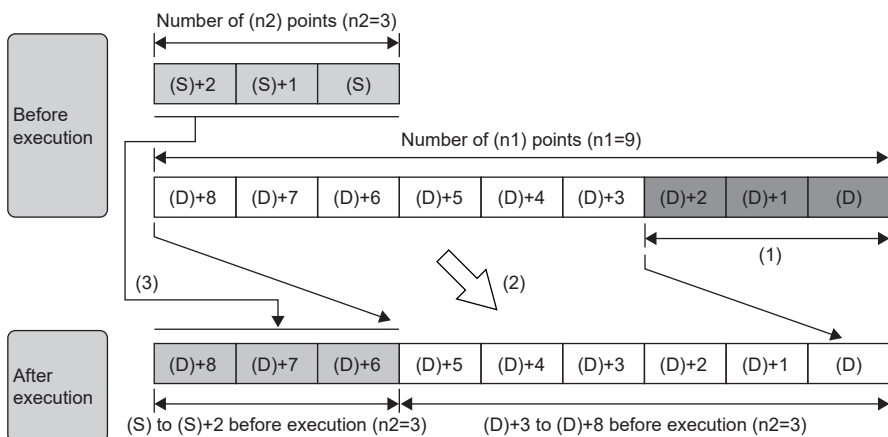 Number of (n2) points (n2=3)
Before
execution
(S)+2 (S)+1 (S)
Number of (n1) points (n1=9)
(D)+8 (D)+7 (D)+6 (D)+5 (D)+4 (D)+3 (D)+2 (D)+1 (D)
(1)
(3)
(2)
After
execution
(D)+8 (D)+7 (D)+6 (D)+5 (D)+4 (D)+3 (D)+2 (D)+1 (D)
(S) to (S)+2 before execution (n2=3) (D)+3 to (D)+8 before execution (n2=3)